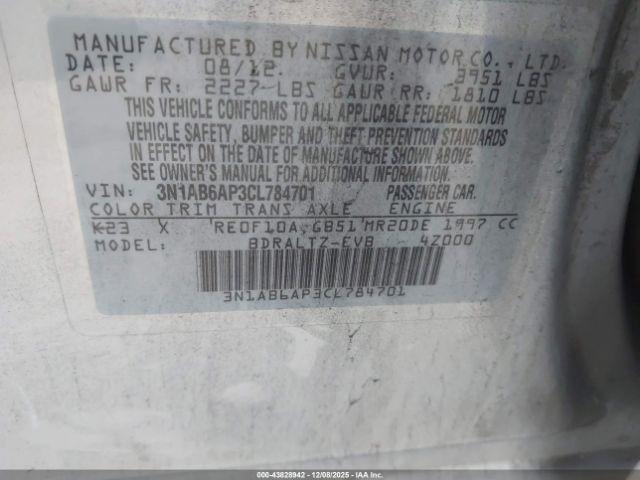 MANUFACTURED BY NISSAN MOTOR CO., LTD.
DATE: 08/12. GVWR: 3951 LBS
GAWR FR: 2227 LBS GAWR RR: 1810 LBS
THIS VEHICLE CONFORMS TO ALL APPLICABLE FEDERAL MOTOR
VEHICLE SAFETY, BUMPER AND THEFT PREVENTION STANDARDS
IN EFFECT ON THE DATE OF MANUFACTURE SHOWN ABOVE.
SEE OWNER'S MANUAL FOR FURTHER INFORMATION.
VIN: 3N1AB6AP3CL784701 PASSENGER CAR.
COLOR TRIM TRANS AXLE ENGINE
K23 X RE0F10A, GB51 MR20DE 1997 CC
MODEL: BDRALTZ-EVB 4Z000
3N1AB6AP3CL784701
000-43828942 - 12/08/2025 - IAAI.COM